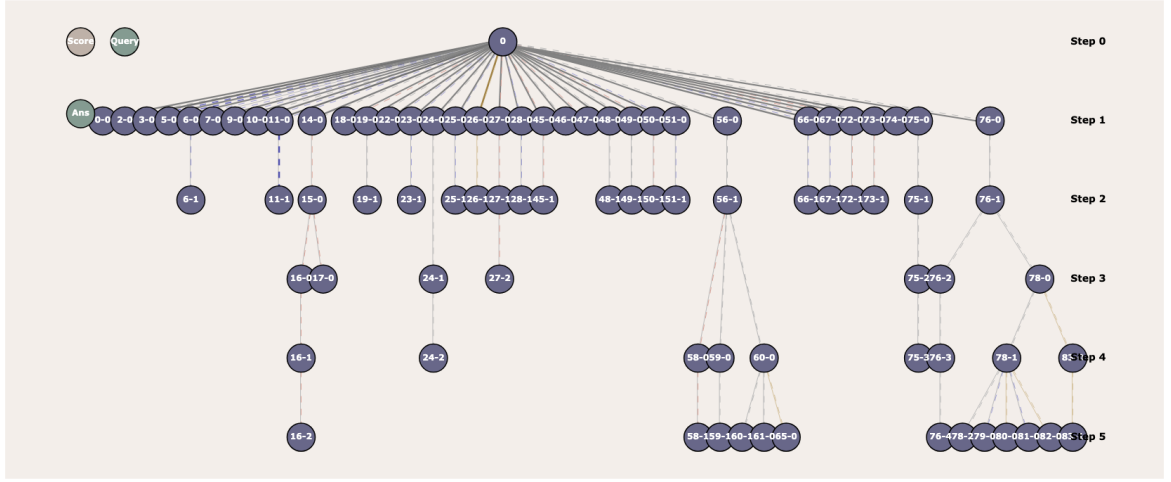 Score Query 0 Step 0
Ans 0-0 2-0 3-0 5-0 6-0 7-0 9-0 10-0 11-0 14-0 18-0 19-0 22-0 23-0 24-0 25-0 26-0 27-0 28-0 45-0 46-0 47-0 48-0 49-0 50-0 51-0 56-0 66-0 67-0 72-0 73-0 74-0 75-0 76-0 Step 1
6-1 11-1 15-0 19-1 23-1 25-1 26-1 27-1 28-1 45-1 48-1 49-1 50-1 51-1 56-1 66-1 67-1 72-1 73-1 75-1 76-1 Step 2
16-0 17-0 24-1 27-2 75-2 76-2 78-0 Step 3
16-1 24-2 58-0 59-0 60-0 75-3 76-3 78-1 Step 4
16-2 58-1 59-1 60-1 61-0 65-0 76-4 78-2 79-0 80-0 81-0 82-0 Step 5